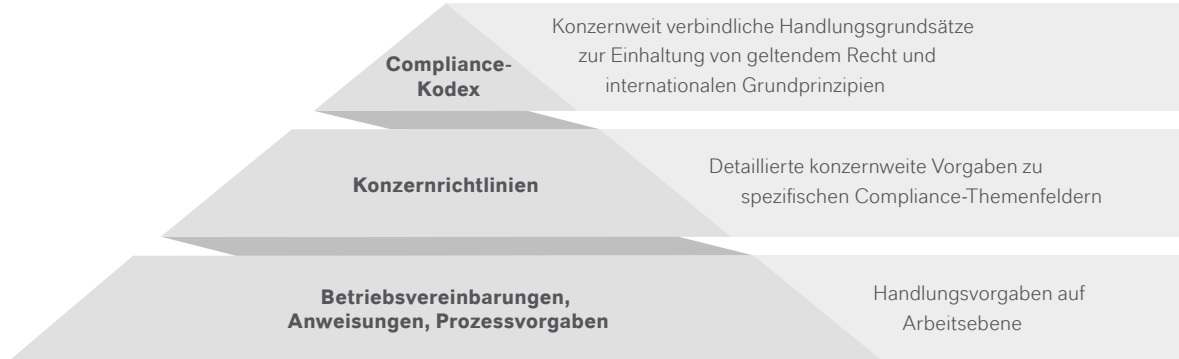 Compliance-
Kodex
Konzernweit verbindliche Handlungsgrundsätze
zur Einhaltung von geltendem Recht und
internationalen Grundprinzipien
Konzernrichtlinien
Detaillierte konzernweite Vorgaben zu
spezifischen Compliance-Themenfeldern
Betriebsvereinbarungen,
Anweisungen, Prozessvorgaben
Handlungsvorgaben auf
Arbeitsebene